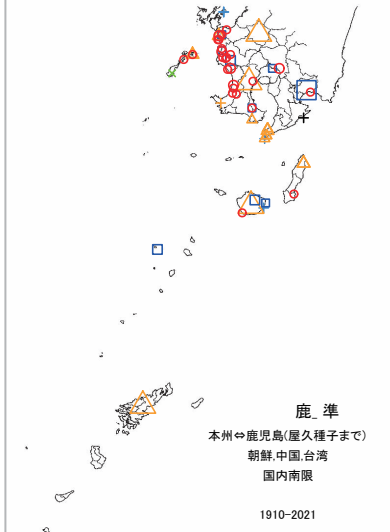 鹿_準
本州⇔鹿児島(屋久種子まで)
朝鮮,中国,台湾
国内南限
1910-2021